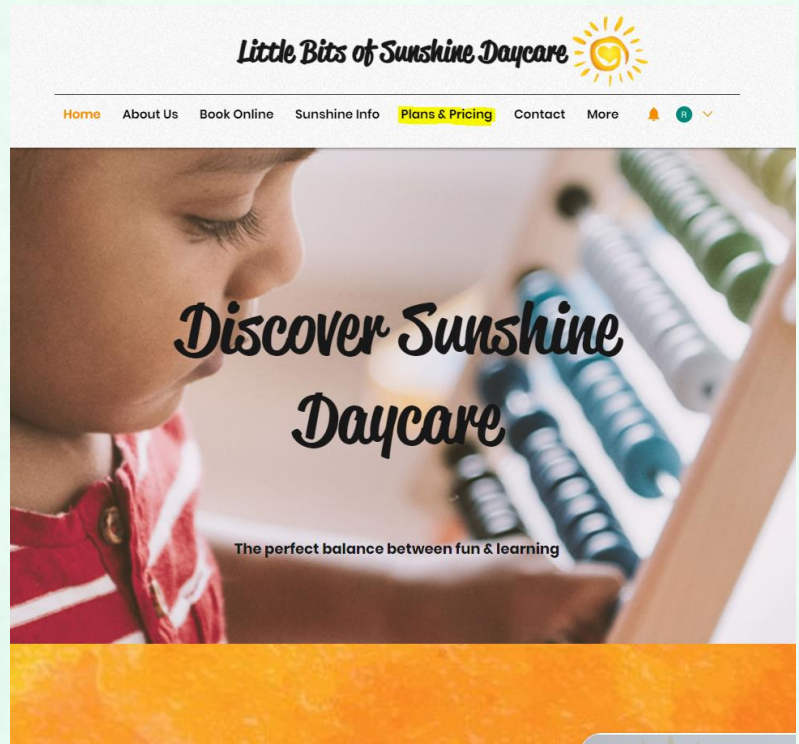 Little Bits of Sunshine Daycare
Home About Us Book Online Sunshine Info Plans & Pricing Contact More R
Discover Sunshine
Daycare
The perfect balance between fun & learning